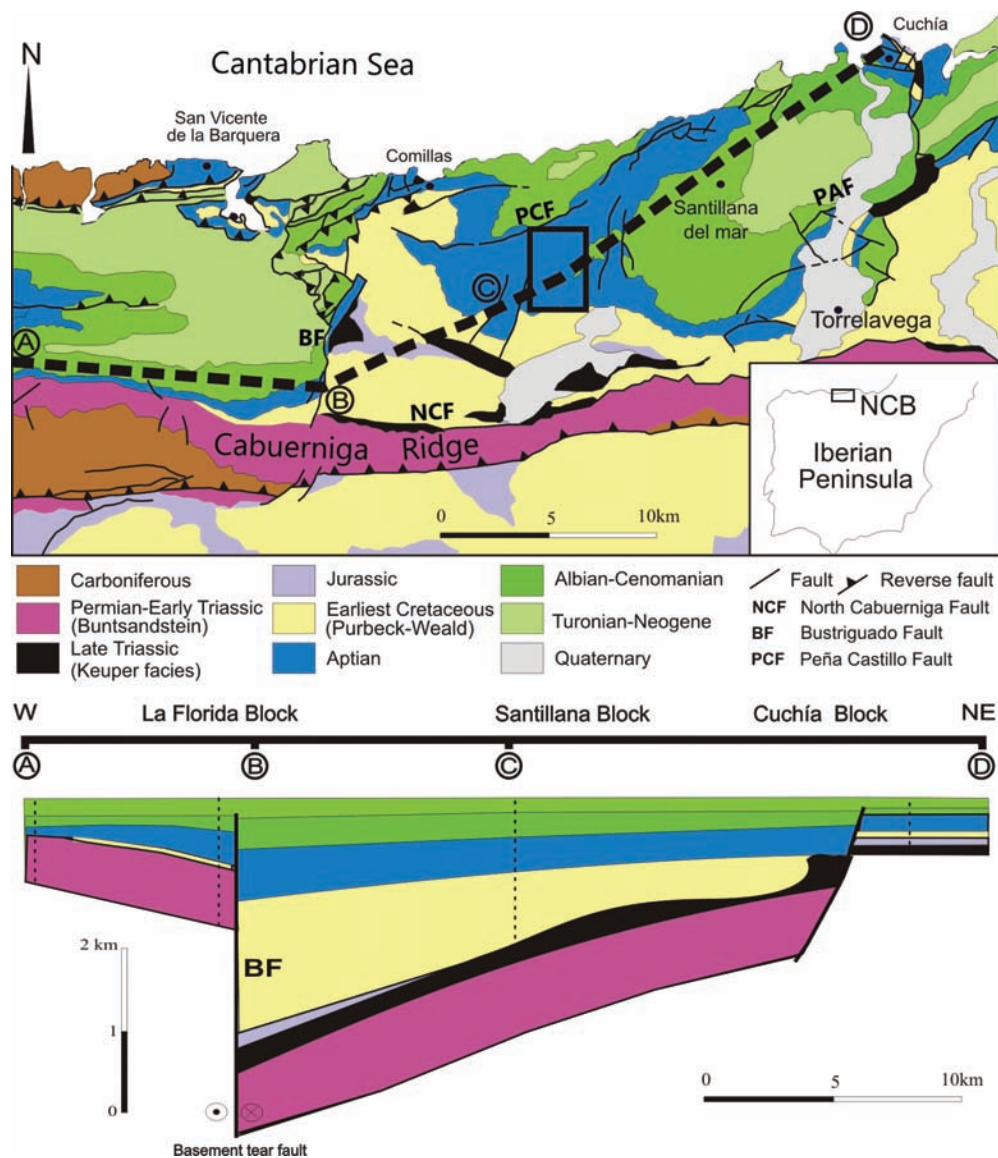 N
Cantabrian Sea
D
Cuchía
San Vicente
de la Barquera
Comillas
PCF
Santillana
del mar
PAF
C
BF
Torrelavega
A
B
NCF
Cabuerniga Ridge
NCB
Iberian
Peninsula
0 5 10km
Carboniferous
Permian-Early Triassic
(Buntsandstein)
Late Triassic
(Keuper facies)
Jurassic
Earliest Cretaceous
(Purbeck-Weald)
Aptian
Albian-Cenomanian
Turonian-Neogene
Quaternary
Fault Reverse fault
NCF North Cabuerniga Fault
BF Bustriguado Fault
PCF Peña Castillo Fault
W La Florida Block Santillana Block Cuchía Block NE
A B C D
2 km
1
0
BF
0 5 10km
Basement tear fault